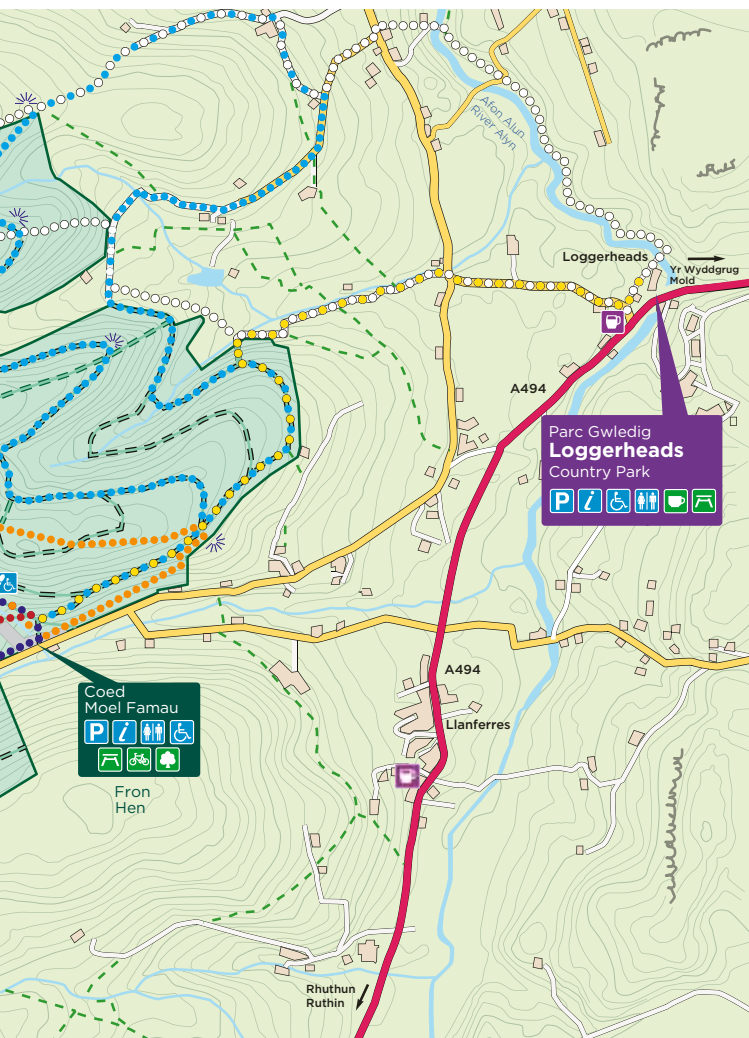 Afon Alun
River Alyn
Loggerheads
Yr Wyddgrug
Mold
A494
Parc Gwledig
Loggerheads
Country Park
P i
A494
Llanferres
Coed
Moel Famau
P i
Fron
Hen
Rhuthun
Ruthin